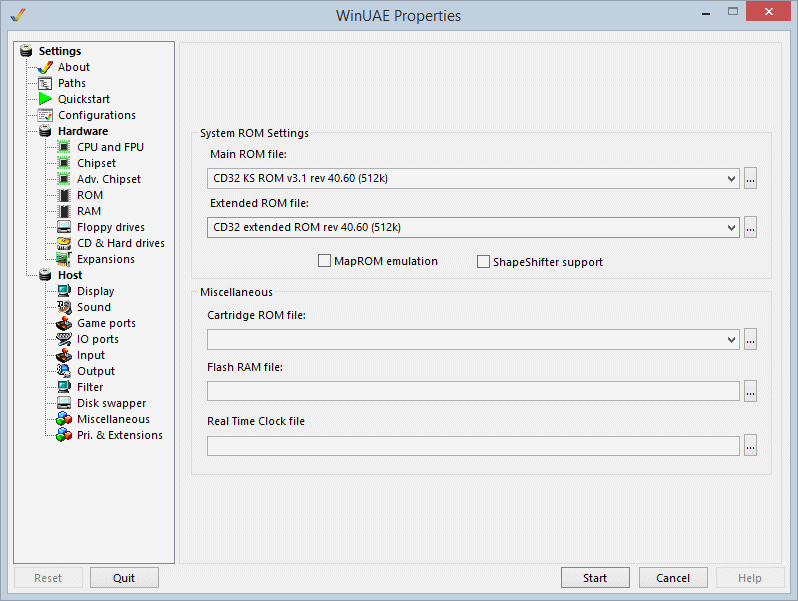 WinUAE Properties
Settings
About
Paths
Quickstart
Configurations
Hardware
CPU and FPU
Chipset
Adv. Chipset
ROM
RAM
Floppy drives
CD & Hard drives
Expansions
Host
Display
Sound
Game ports
IO ports
Input
Output
Filter
Disk swapper
Miscellaneous
Pri. & Extensions
System ROM Settings
Main ROM file:
CD32 KS ROM v3.1 rev 40.60 (512k)
...
Extended ROM file:
CD32 extended ROM rev 40.60 (512k)
...
MapROM emulation
ShapeShifter support
Miscellaneous
Cartridge ROM file:
...
Flash RAM file:
...
Real Time Clock file
...
Reset
Quit
Start
Cancel
Help